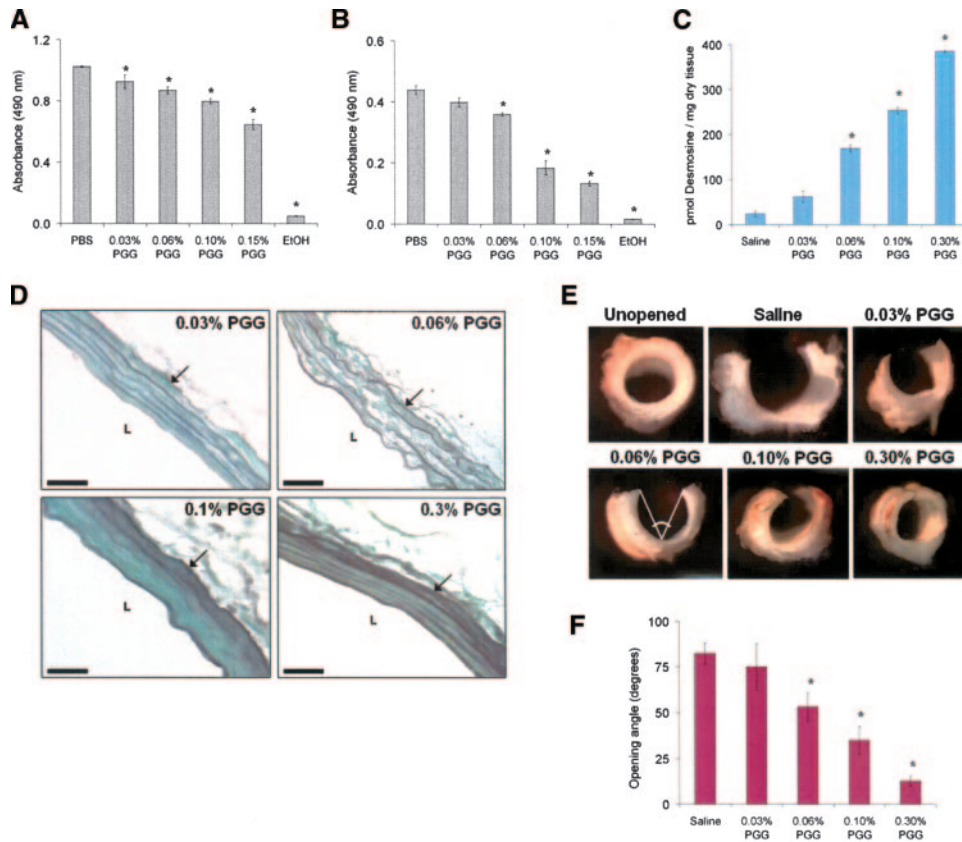 A
Absorbance (490 nm)
1.2
0.8
0.4
0.0
*
*
*
*
*
PBS
0.03% PGG
0.06% PGG
0.10% PGG
0.15% PGG
EtOH
B
Absorbance (490 nm)
0.6
0.4
0.2
0.0
*
*
*
*
PBS
0.03% PGG
0.06% PGG
0.10% PGG
0.15% PGG
EtOH
C
pmol Desmosine / mg dry tissue
400
300
200
100
0
*
*
*
Saline
0.03% PGG
0.06% PGG
0.10% PGG
0.30% PGG
D
0.03% PGG
L
0.06% PGG
L
0.1% PGG
L
0.3% PGG
L
E
Unopened
Saline
0.03% PGG
0.06% PGG
0.10% PGG
0.30% PGG
F
Opening angle (degrees)
100
75
50
25
0
*
*
*
Saline
0.03% PGG
0.06% PGG
0.10% PGG
0.30% PGG